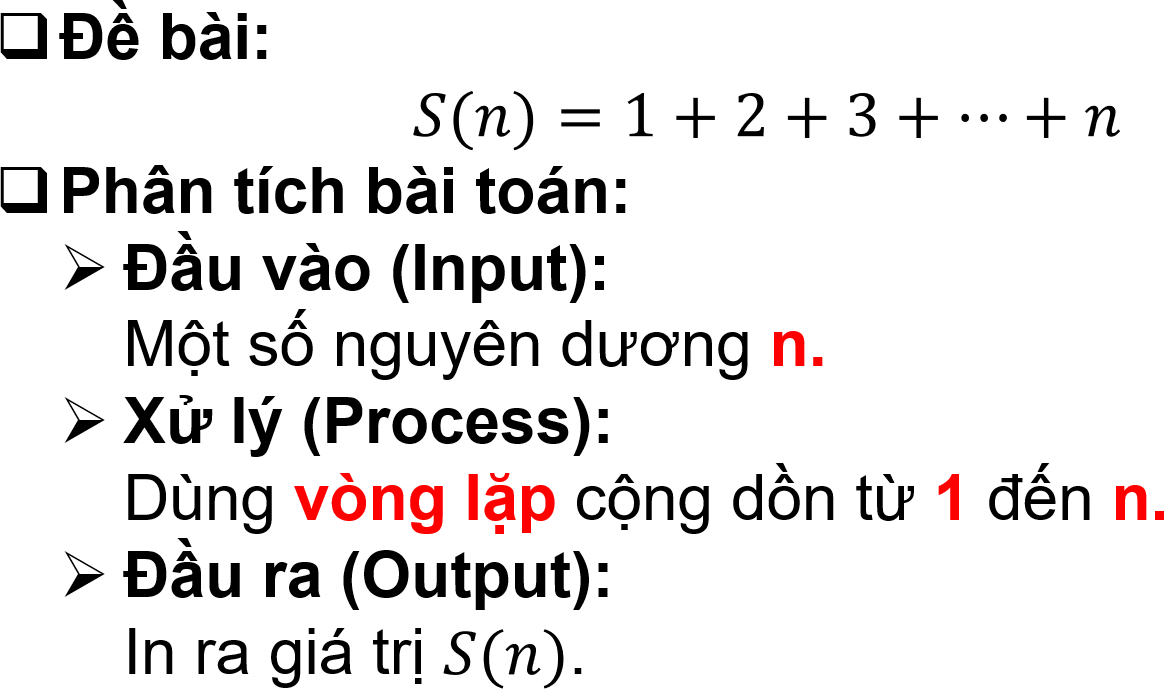 ❑ Đề bài:
S(n) = 1 + 2 + 3 + ⋯ + n
❑ Phân tích bài toán:
➢ Đầu vào (Input):
Một số nguyên dương n.
➢ Xử lý (Process):
Dùng vòng lặp cộng dồn từ 1 đến n.
➢ Đầu ra (Output):
In ra giá trị S(n).